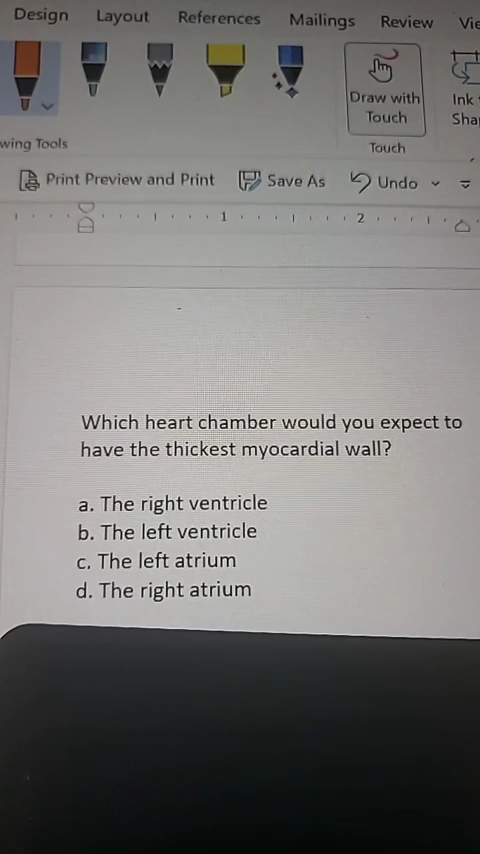 Design Layout References Mailings Review
Draw with Touch
Ink
wing Tools
Touch
Print Preview and Print Save As Undo
1 2
Which heart chamber would you expect to
have the thickest myocardial wall?
a. The right ventricle
b. The left ventricle
c. The left atrium
d. The right atrium